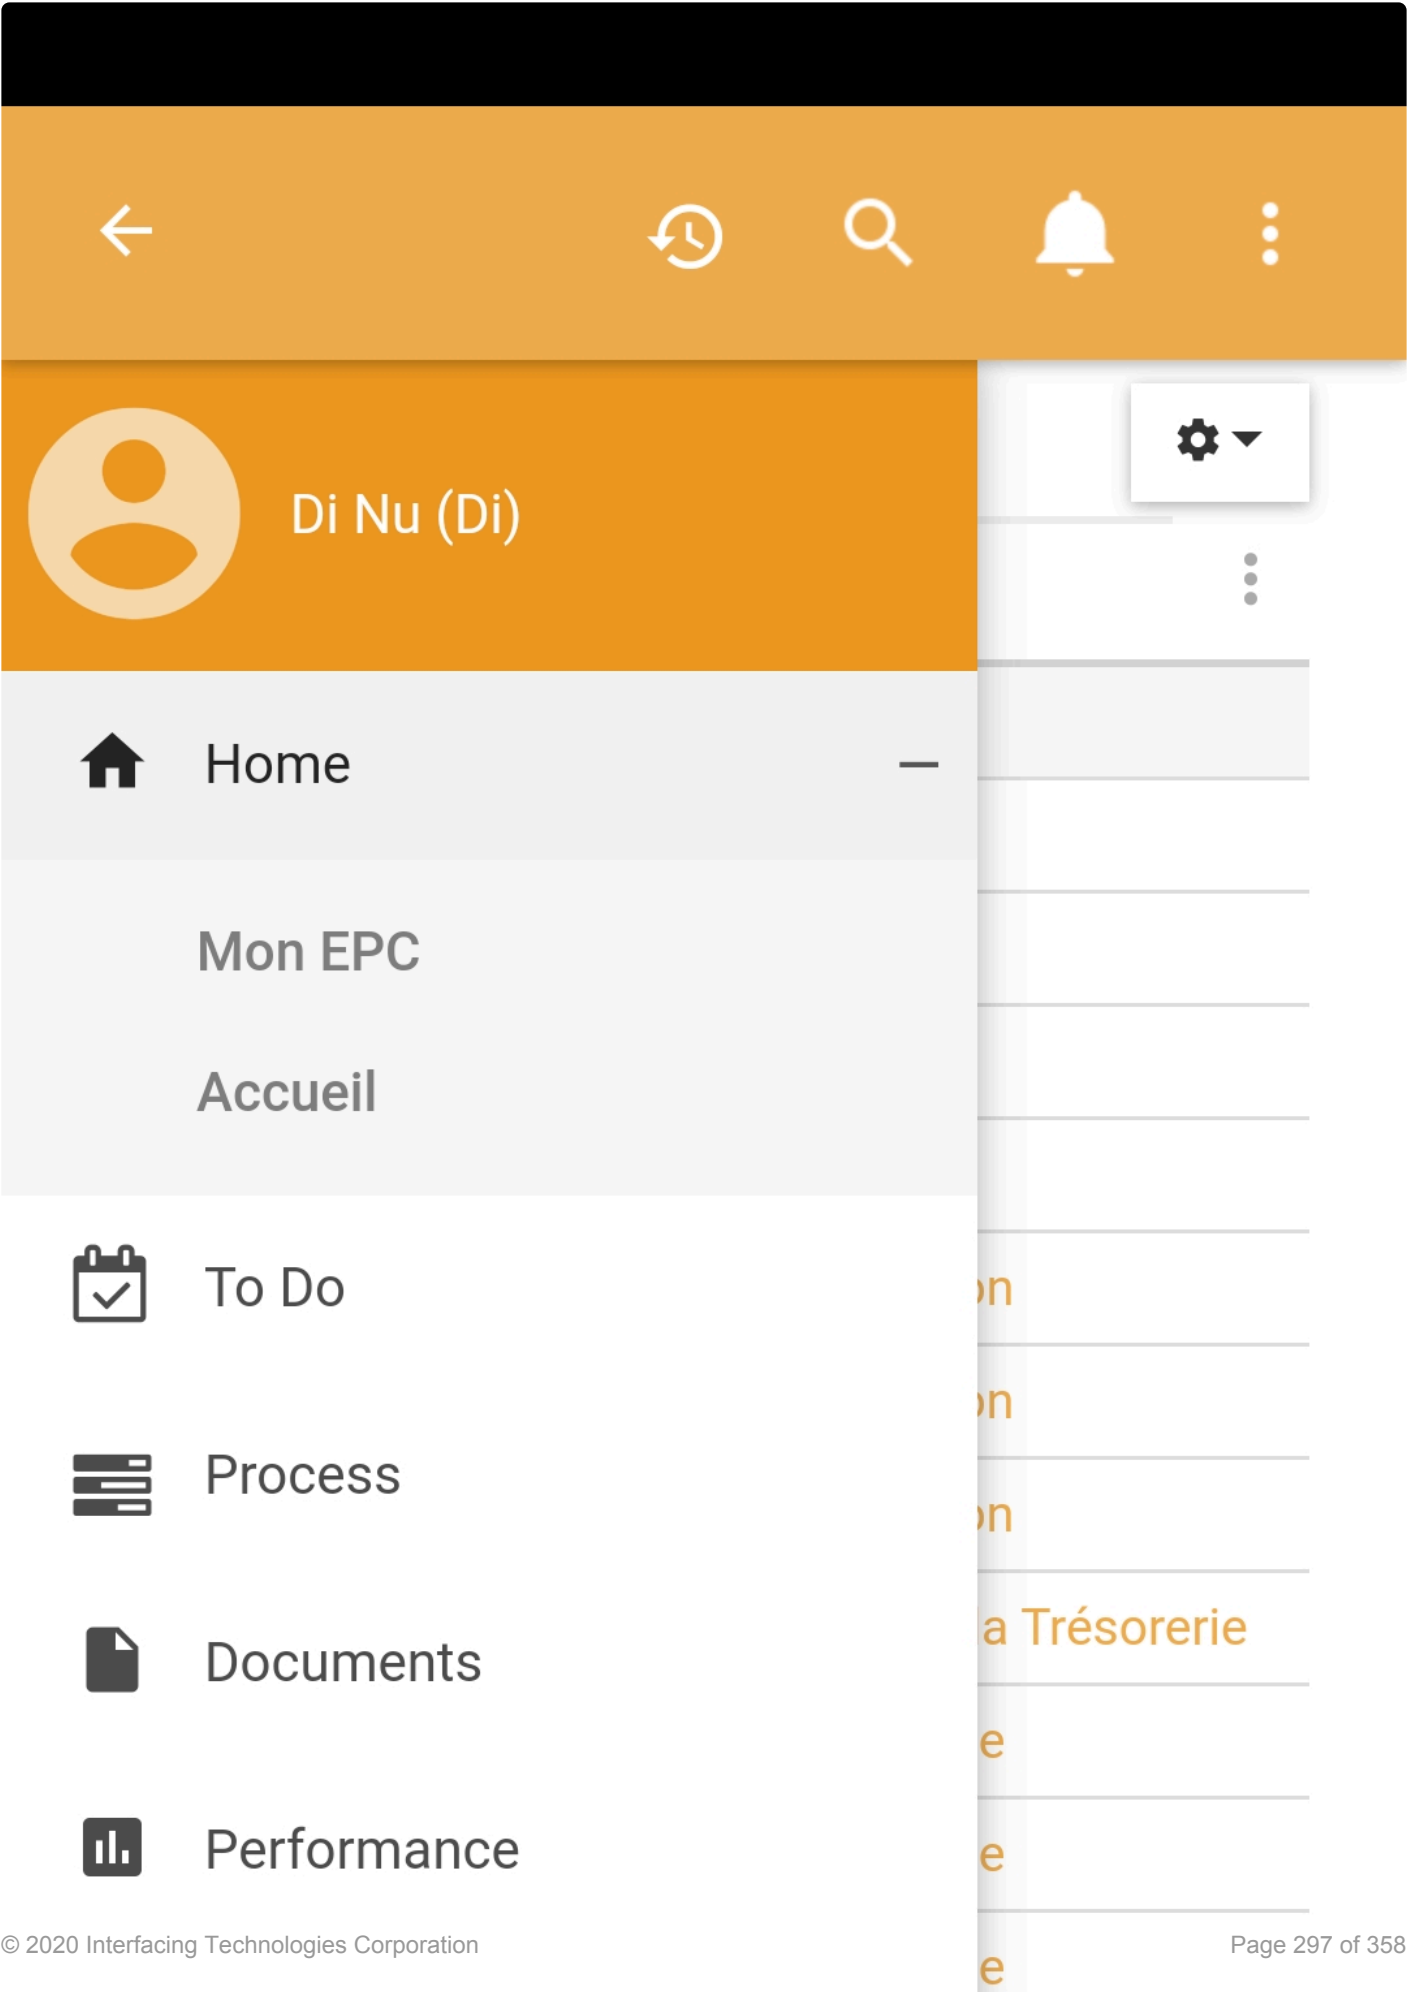 Di Nu (Di)
Home
Mon EPC
Accueil
To Do
on
Process
on
on
Documents
la Trésorerie
e
Performance
e
e
© 2020 Interfacing Technologies Corporation
Page 297 of 358